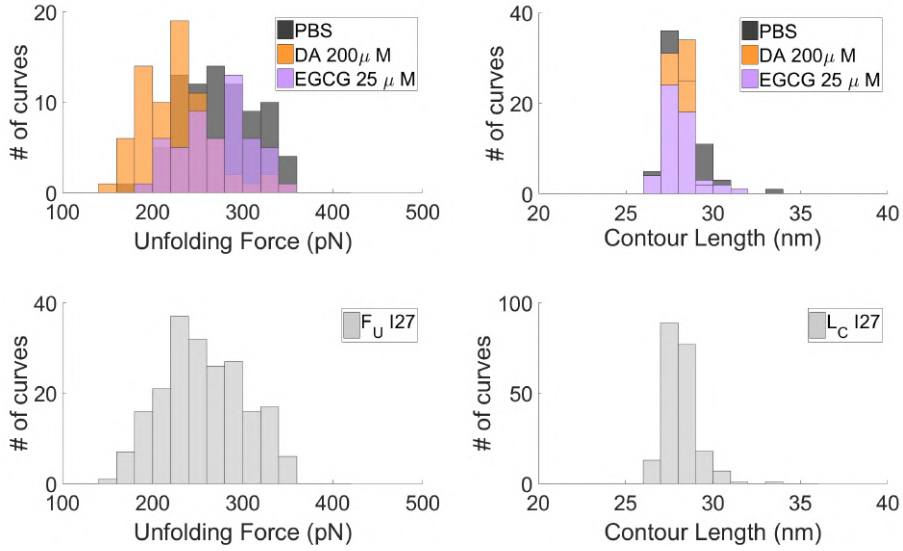 20
10
0
# of curves
PBS
DA 200μ M
EGCG 25 μ M
100
200
300
400
500
Unfolding Force (pN)
40
20
0
# of curves
PBS
DA 200μ M
EGCG 25 μ M
20
25
30
35
40
Contour Length (nm)
40
20
0
# of curves
F_U I27
100
200
300
400
500
Unfolding Force (pN)
100
50
0
# of curves
L_C I27
20
25
30
35
40
Contour Length (nm)